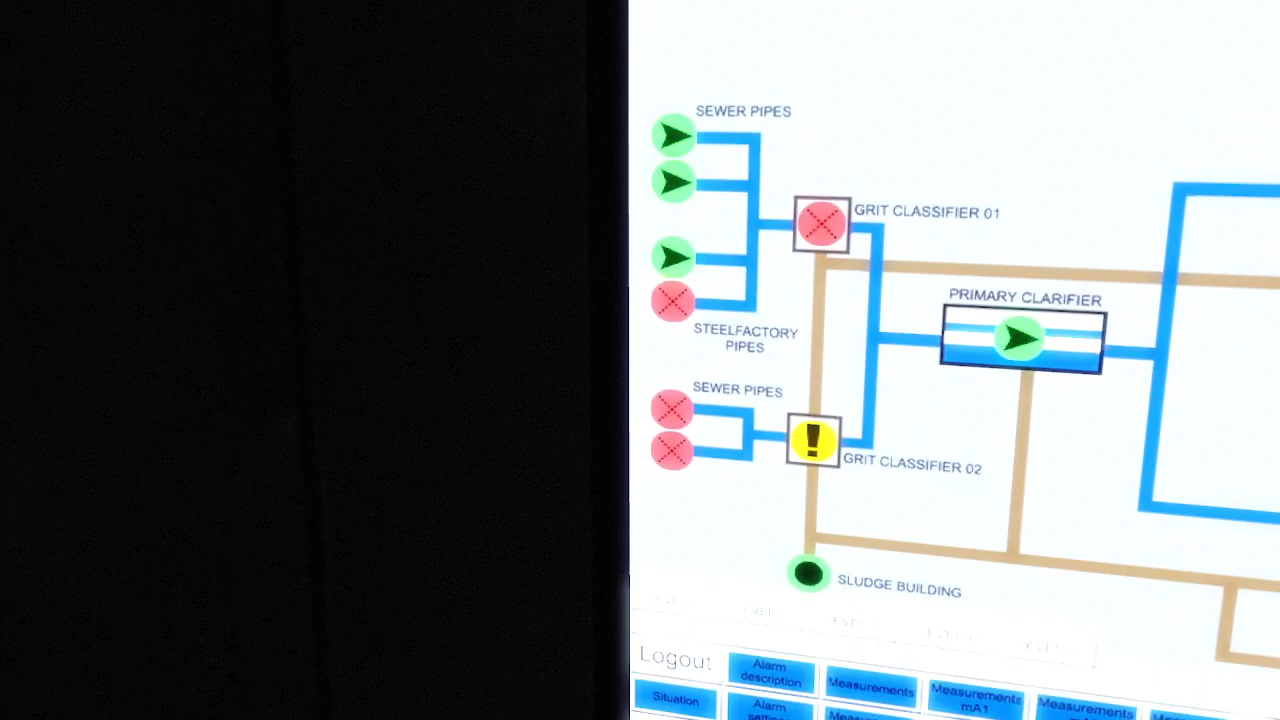 SEWER PIPES
GRIT CLASSIFIER 01
PRIMARY CLARIFIER
STEELFACTORY
PIPES
SEWER PIPES
!
GRIT CLASSIFIER 02
SLUDGE BUILDING
Logout
Alarm
description
Measurements
Measurements
mA1
Measurements
Situation
Alarm